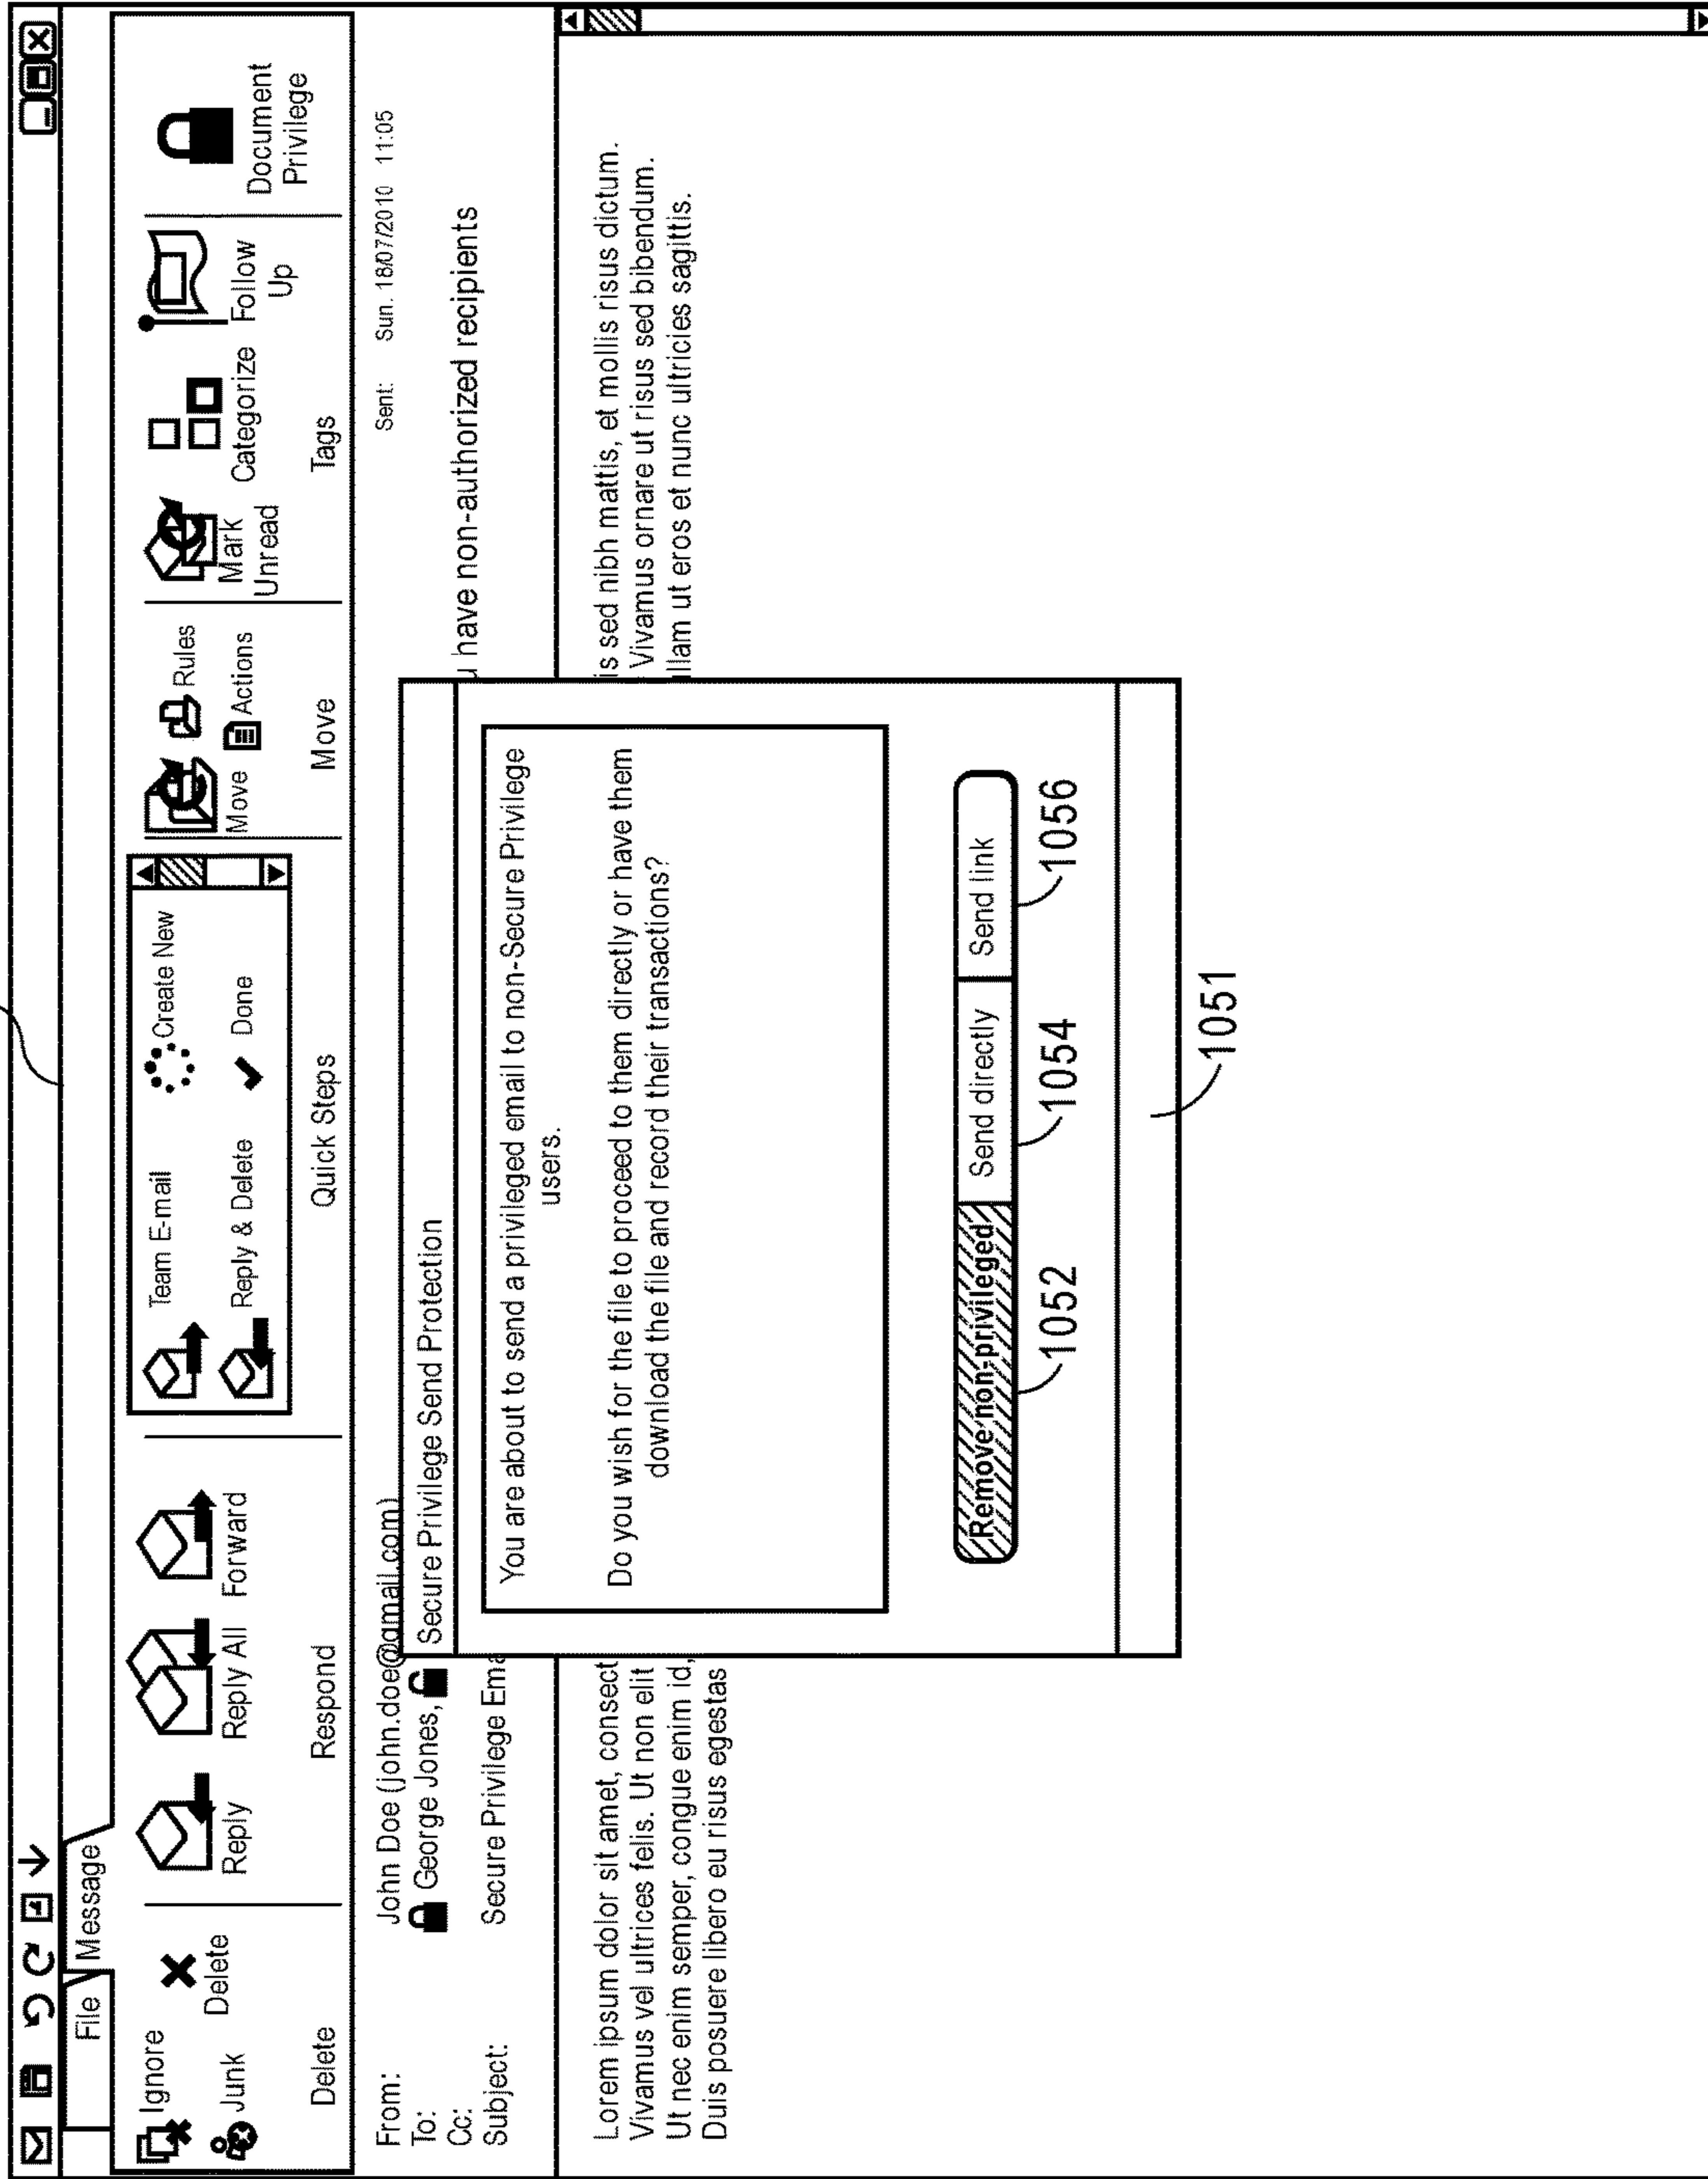 File Message
Ignore
Junk
Delete
Delete
Reply
Reply All
Forward
Respond
Team E-mail
Reply & Delete
Create New
Done
Quick Steps
Move
Rules
Actions
Move
Mark
Unread
Categorize
Follow
Up
Tags
Document
Privilege
From: John Doe (john.doe@gmail.com) Sent: Sun. 18/07/2010 11:05
To: George Jones,
Cc:
Subject: Secure Privilege Ema
have non-authorized recipients
Lorem ipsum dolor sit amet, consect
is sed nibh mattis, et mollis risus dictum.
Vivamus vel ultrices felis. Ut non elit
Vivamus ornare ut risus sed bibendum.
Ut nec enim semper, congue enim id,
llam ut eros et nunc ultricies sagittis.
Duis posuere libero eu risus egestas
Secure Privilege Send Protection
You are about to send a privileged email to non-Secure Privilege
users.
Do you wish for the file to proceed to them directly or have them
download the file and record their transactions?
Remove non-privileged Send directly Send link
1052 1054 1056
1051